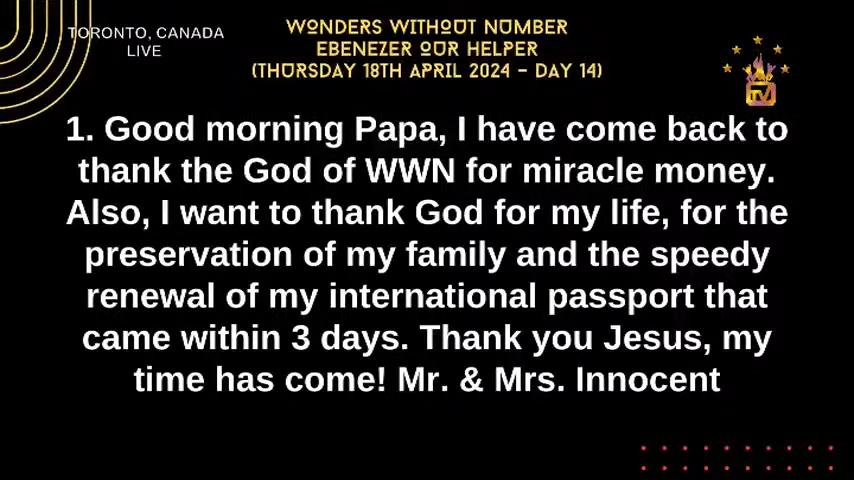 TORONTO, CANADA
LIVE
WONDERS WITHOUT NUMBER
EBENEZER OUR HELPER
(THURSDAY 18TH APRIL 2024 - DAY 14)
TV
1. Good morning Papa, I have come back to
thank the God of WWN for miracle money.
Also, I want to thank God for my life, for the
preservation of my family and the speedy
renewal of my international passport that
came within 3 days. Thank you Jesus, my
time has come! Mr. & Mrs. Innocent